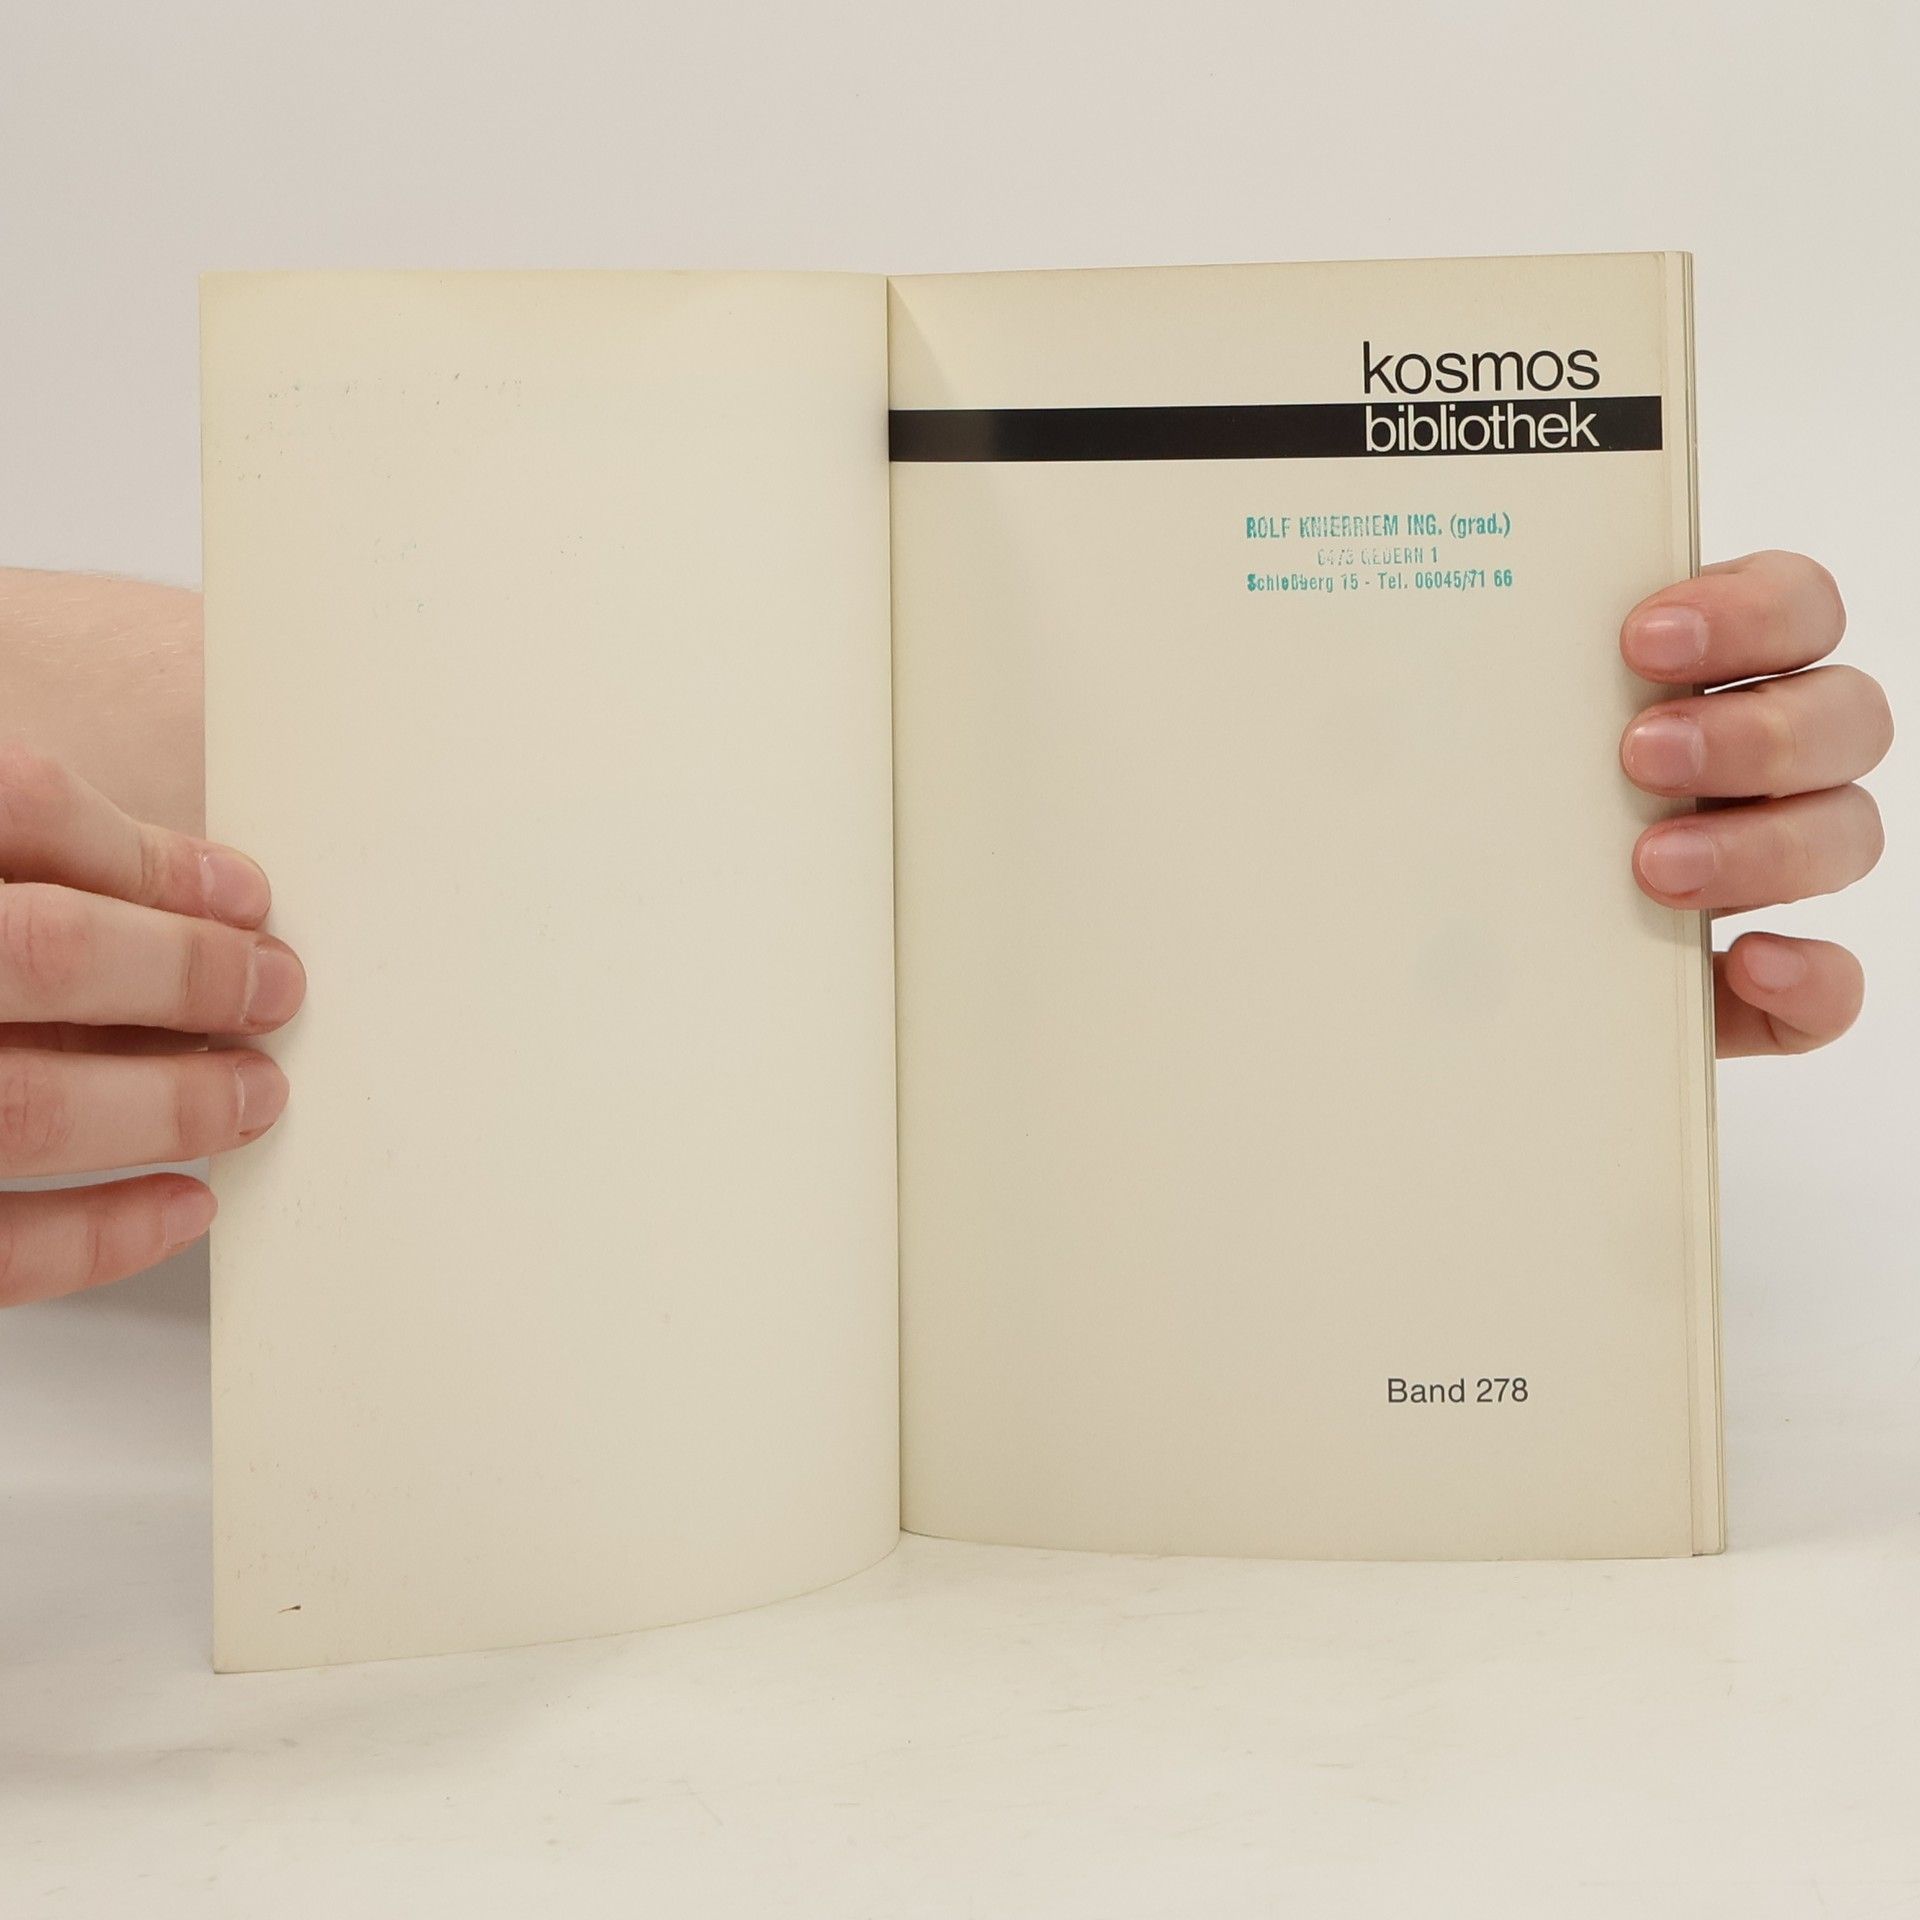 kosmos
bibliothek
ROLF KNIERRIEM ING. (grad.)
GEDERN 1
Schloßberg 15 - Tel. 06045/71 66
Band 278